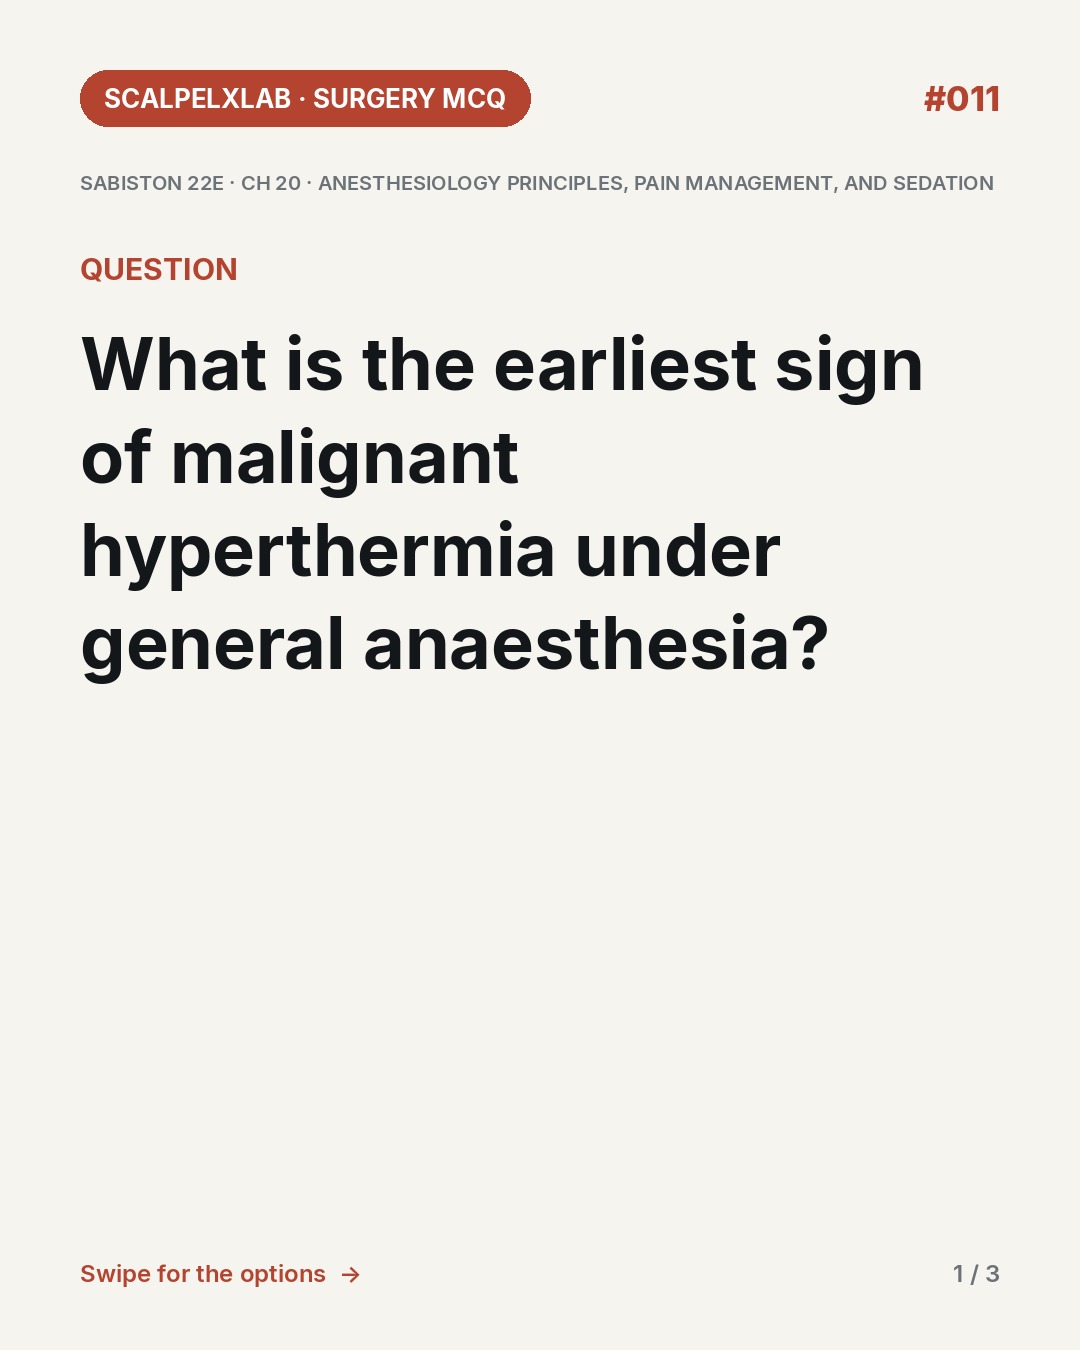 SCALPELXLAB · SURGERY MCQ
#011
SABISTON 22E · CH 20 · ANESTHESIOLOGY PRINCIPLES, PAIN MANAGEMENT, AND SEDATION
QUESTION
What is the earliest sign
of malignant
hyperthermia under
general anaesthesia?
Swipe for the options →
1 / 3